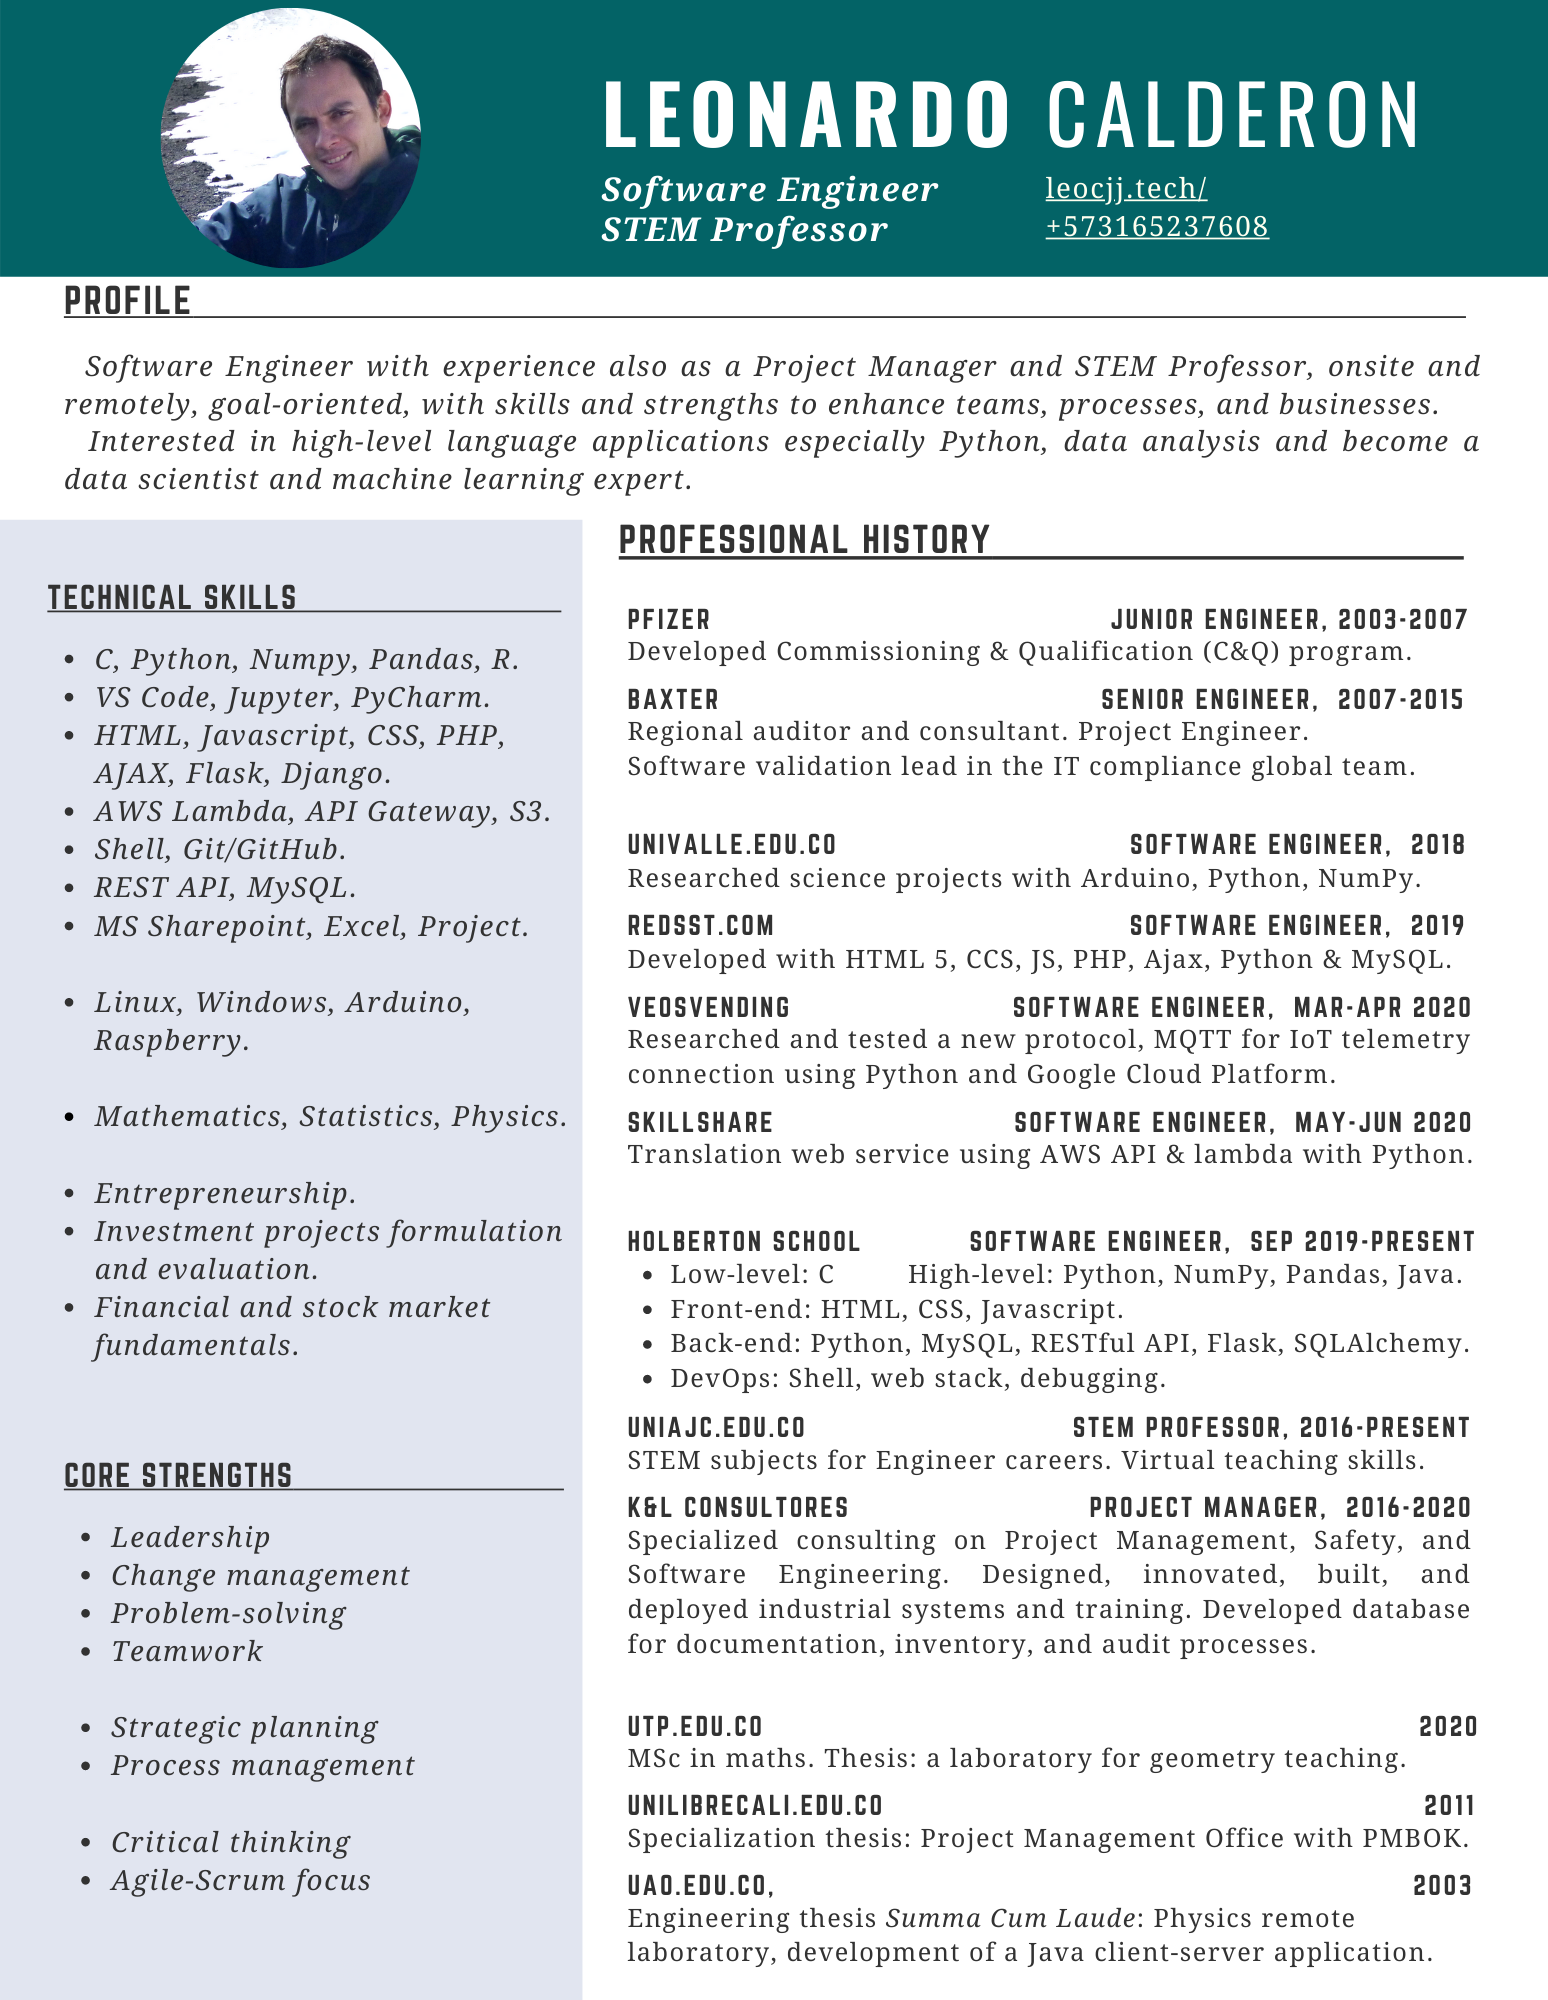 LEONARDO CALDERON
Software Engineer
STEM Professor
leocjj.tech/
+573165237608
PROFILE
Software Engineer with experience also as a Project Manager and STEM Professor, onsite and
remotely, goal-oriented, with skills and strengths to enhance teams, processes, and businesses.
Interested in high-level language applications especially Python, data analysis and become a
data scientist and machine learning expert.
TECHNICAL SKILLS
• C, Python, Numpy, Pandas, R.
• VS Code, Jupyter, PyCharm.
• HTML, Javascript, CSS, PHP,
AJAX, Flask, Django.
• AWS Lambda, API Gateway, S3.
• Shell, Git/GitHub.
• REST API, MySQL.
• MS Sharepoint, Excel, Project.
• Linux, Windows, Arduino,
Raspberry.
• Mathematics, Statistics, Physics.
• Entrepreneurship.
• Investment projects formulation
and evaluation.
• Financial and stock market
fundamentals.
CORE STRENGTHS
• Leadership
• Change management
• Problem-solving
• Teamwork
• Strategic planning
• Process management
• Critical thinking
• Agile-Scrum focus
PROFESSIONAL HISTORY
PFIZER JUNIOR ENGINEER, 2003-2007
Developed Commissioning & Qualification (C&Q) program.
BAXTER SENIOR ENGINEER, 2007-2015
Regional auditor and consultant. Project Engineer.
Software validation lead in the IT compliance global team.
UNIVALLE.EDU.CO SOFTWARE ENGINEER, 2018
Researched science projects with Arduino, Python, NumPy.
REDSST.COM SOFTWARE ENGINEER, 2019
Developed with HTML 5, CCS, JS, PHP, Ajax, Python & MySQL.
VEOSVENDING SOFTWARE ENGINEER, MAR-APR 2020
Researched and tested a new protocol, MQTT for IoT telemetry
connection using Python and Google Cloud Platform.
SKILLSHARE SOFTWARE ENGINEER, MAY-JUN 2020
Translation web service using AWS API & lambda with Python.
HOLBERTON SCHOOL SOFTWARE ENGINEER, SEP 2019-PRESENT
• Low-level: C High-level: Python, NumPy, Pandas, Java.
• Front-end: HTML, CSS, Javascript.
• Back-end: Python, MySQL, RESTful API, Flask, SQLAlchemy.
• DevOps: Shell, web stack, debugging.
UNIAJC.EDU.CO STEM PROFESSOR, 2016-PRESENT
STEM subjects for Engineer careers. Virtual teaching skills.
K&L CONSULTORES PROJECT MANAGER, 2016-2020
Specialized consulting on Project Management, Safety, and
Software Engineering. Designed, innovated, built, and
deployed industrial systems and training. Developed database
for documentation, inventory, and audit processes.
UTP.EDU.CO 2020
MSc in maths. Thesis: a laboratory for geometry teaching.
UNILIBRECALI.EDU.CO 2011
Specialization thesis: Project Management Office with PMBOK.
UAO.EDU.CO, 2003
Engineering thesis Summa Cum Laude: Physics remote
laboratory, development of a Java client-server application.